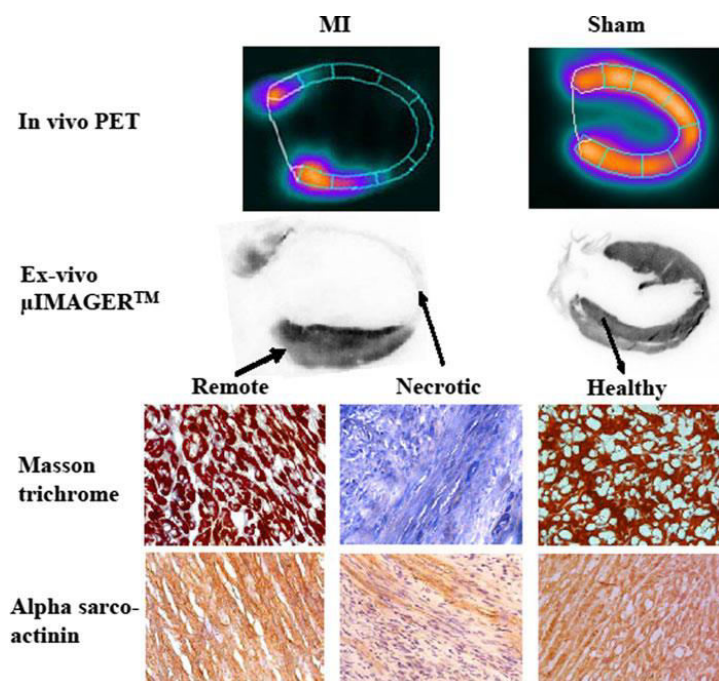 MI Sham
In vivo PET
Ex-vivo
µIMAGER™
Remote Necrotic Healthy
Masson
trichrome
Alpha sarco-
actinin